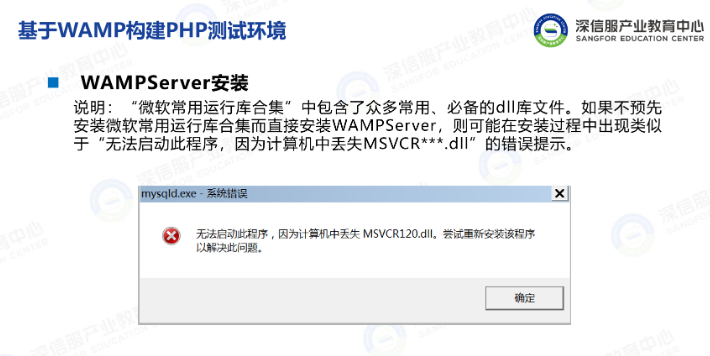 基于WAMP构建PHP测试环境
深信服产业教育中心
SANGFOR EDUCATION CENTER
WAMPServer安装
说明：“微软常用运行库合集”中包含了众多常用、必备的dll库文件。如果不预先
安装微软常用运行库合集而直接安装WAMPServer，则可能在安装过程中出现类似
于“无法启动此程序，因为计算机中丢失MSVCR***.dll”的错误提示。
mysqld.exe - 系统错误
无法启动此程序，因为计算机中丢失 MSVCR120.dll。尝试重新安装该程序
以解决此问题。
确定